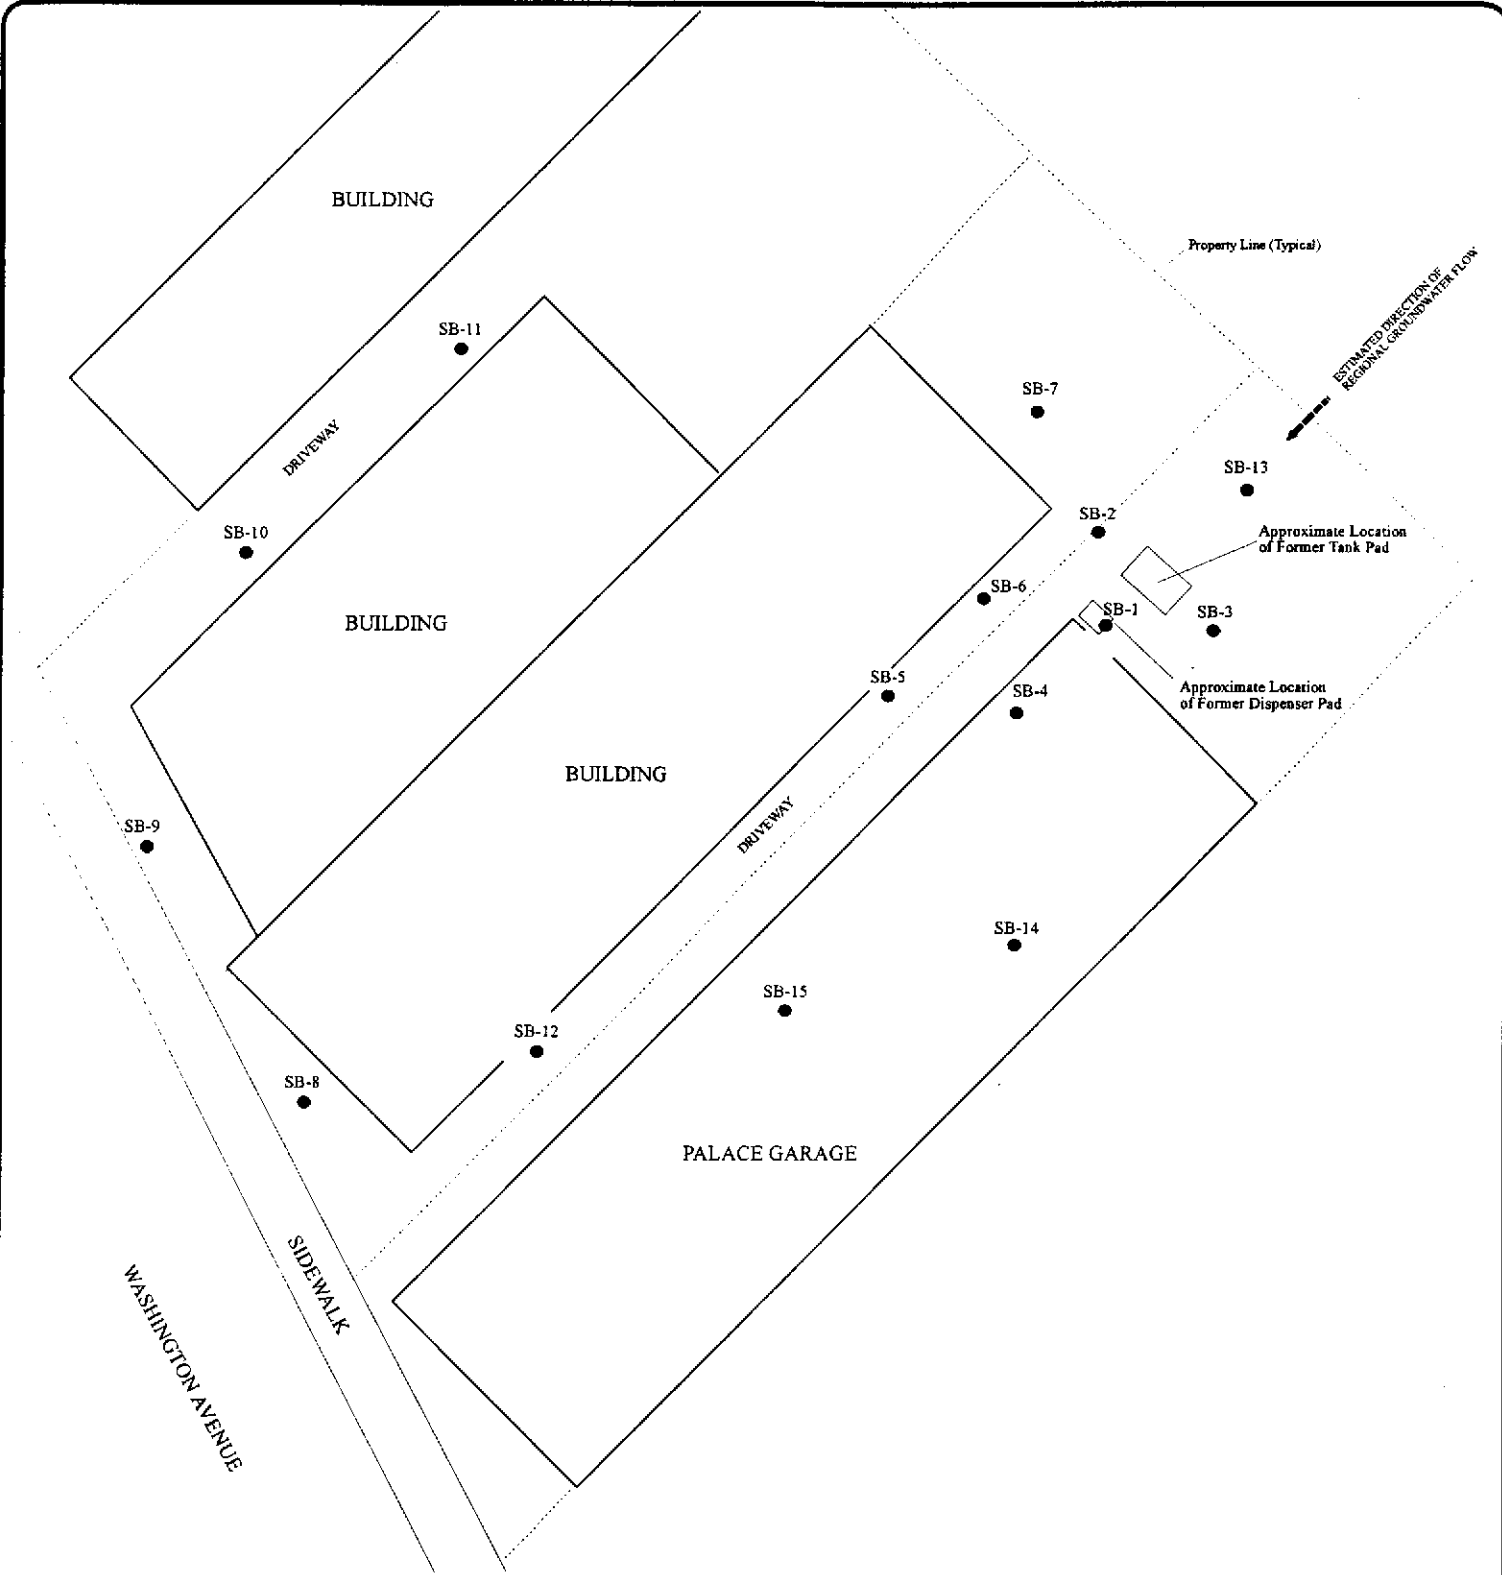 BUILDING
Property Line (Typical)
ESTIMATED DIRECTION OF
REGIONAL GROUNDWATER FLOW
SB-11
SB-7
DRIVEWAY
SB-13
SB-10
SB-2
Approximate Location
of Former Tank Pad
SB-6
SB-1
SB-3
BUILDING
SB-5
SB-4
Approximate Location
of Former Dispenser Pad
BUILDING
DRIVEWAY
SB-9
SB-14
SB-15
SB-12
SB-8
PALACE GARAGE
SIDEWALK
WASHINGTON AVENUE